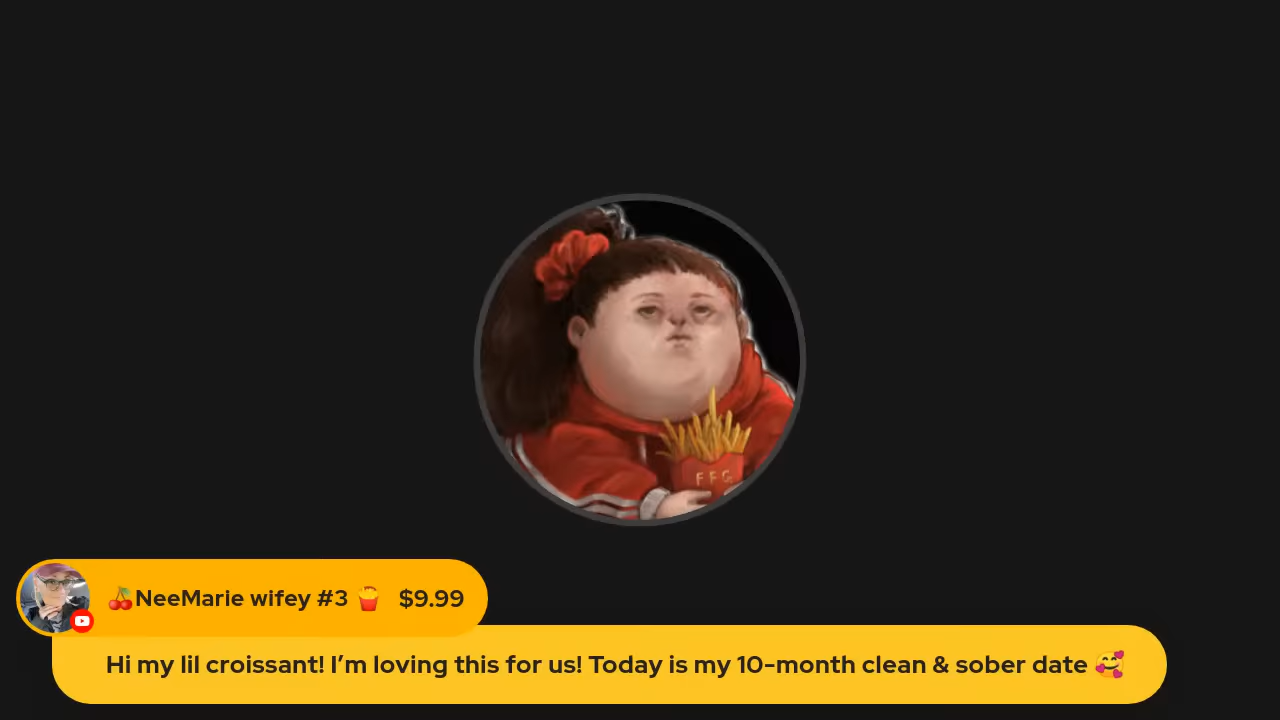 FFG
🍒NeeMarie wifey #3 🍟 $9.99
Hi my lil croissant! I’m loving this for us! Today is my 10-month clean & sober date 🥰